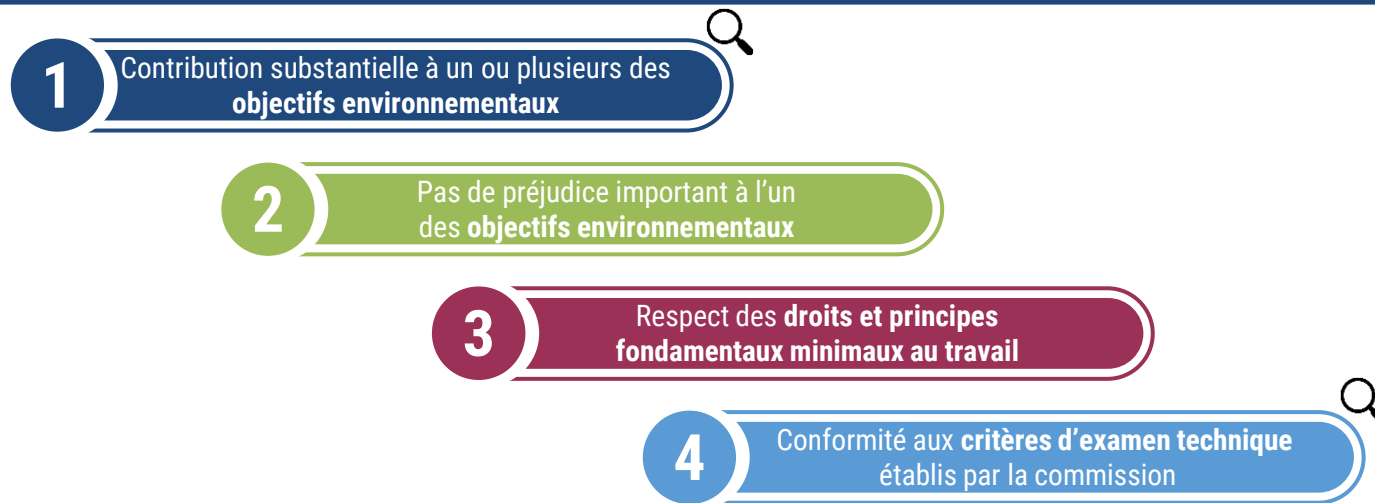 1
Contribution substantielle à un ou plusieurs des
objectifs environnementaux
2
Pas de préjudice important à l’un
des objectifs environnementaux
3
Respect des droits et principes
fondamentaux minimaux au travail
4
Conformité aux critères d’examen technique
établis par la commission